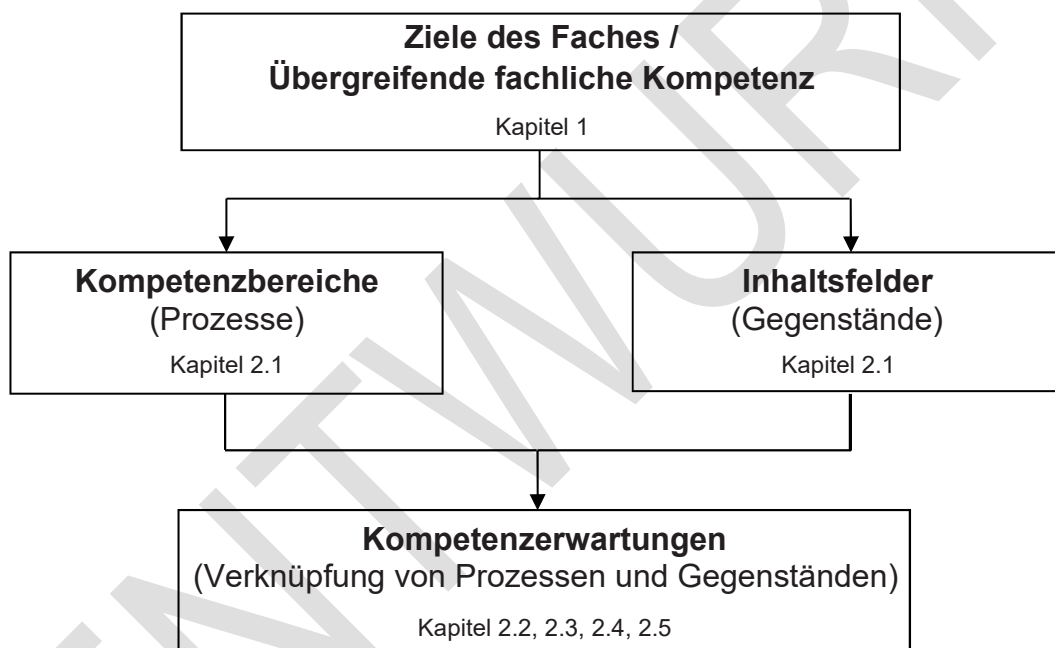 Ziele des Faches /
Übergreifende fachliche Kompetenz
Kapitel 1
Kompetenzbereiche
(Prozesse)
Kapitel 2.1
Inhaltsfelder
(Gegenstände)
Kapitel 2.1
Kompetenzerwartungen
(Verknüpfung von Prozessen und Gegenständen)
Kapitel 2.2, 2.3, 2.4, 2.5
ENTWURF